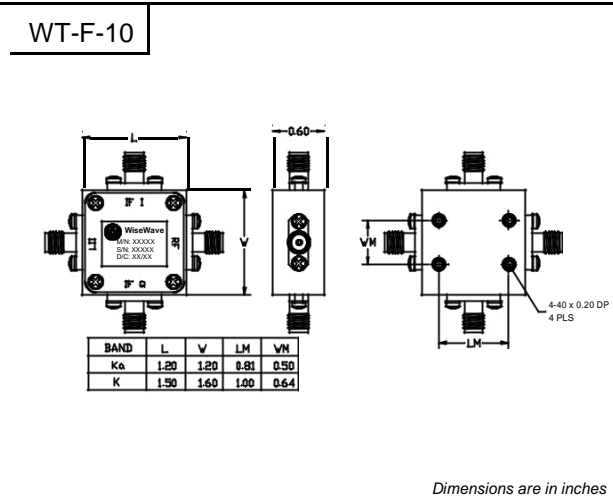 WT-F-10
L
0.60
IF I
WiseWave
M/N: XXXXX
S/N: XXXXX
D/C: XX/XX
RF
IF Q
W
WM
4-40 x 0.20 DP
4 PLS
LM
BAND L W LM WM
Ka 1.20 1.20 0.81 0.50
K 1.50 1.60 1.00 0.64
Dimensions are in inches